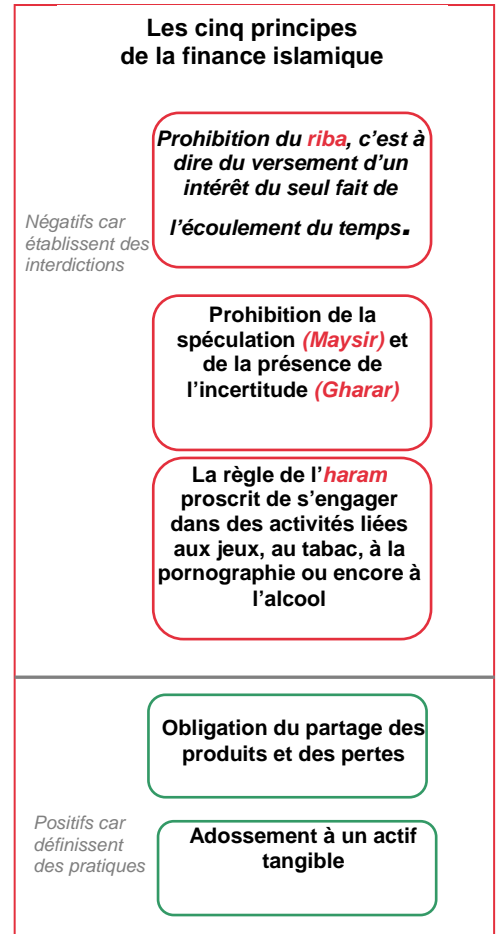 Les cinq principes
de la finance islamique
Prohibition du riba, c’est à
dire du versement d’un
intérêt du seul fait de
l’écoulement du temps.
Négatifs car
établissent des
interdictions
Prohibition de la
spéculation (Maysir) et
de la présence de
l’incertitude (Gharar)
La règle de l’haram
proscrit de s’engager
dans des activités liées
aux jeux, au tabac, à la
pornographie ou encore à
l’alcool
Obligation du partage des
produits et des pertes
Positifs car
définissent
des pratiques
Adossement à un actif
tangible